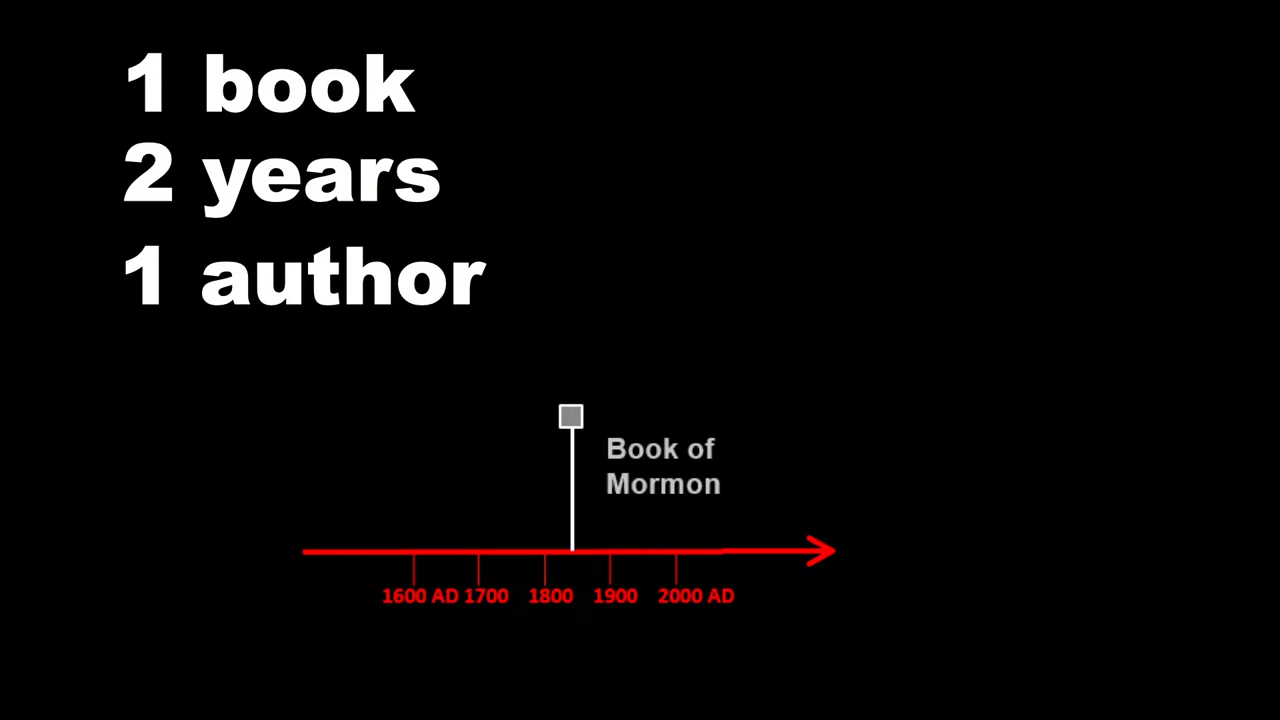 1 book
2 years
1 author
Book of
Mormon
1600 AD 1700 1800 1900 2000 AD